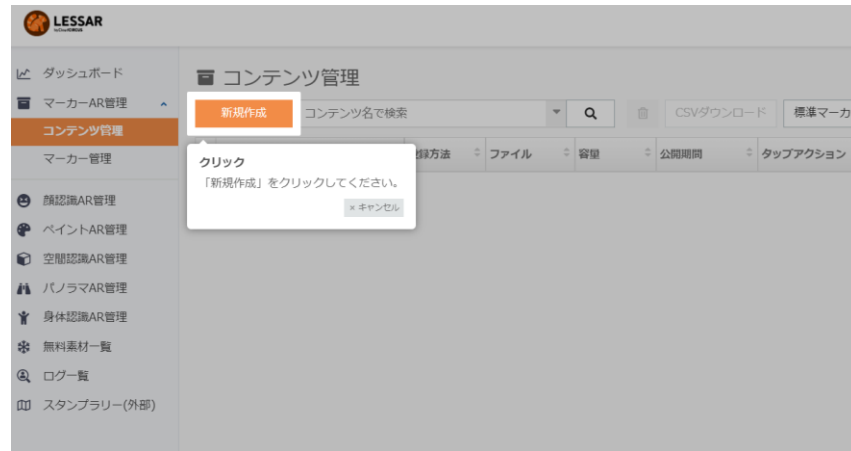 LESSAR
ダッシュボード
マーカーAR管理
コンテンツ管理
マーカー管理
顔認識AR管理
ペイントAR管理
空間認識AR管理
パノラマAR管理
身体認識AR管理
無料素材一覧
ログ一覧
スタンプラリー(外部)
コンテンツ管理
新規作成 コンテンツ名で検索 CSVダウンロード 標準マーカ
録方法 ファイル 容量 公開期間 タップアクション
クリック
「新規作成」をクリックしてください。
× キャンセル